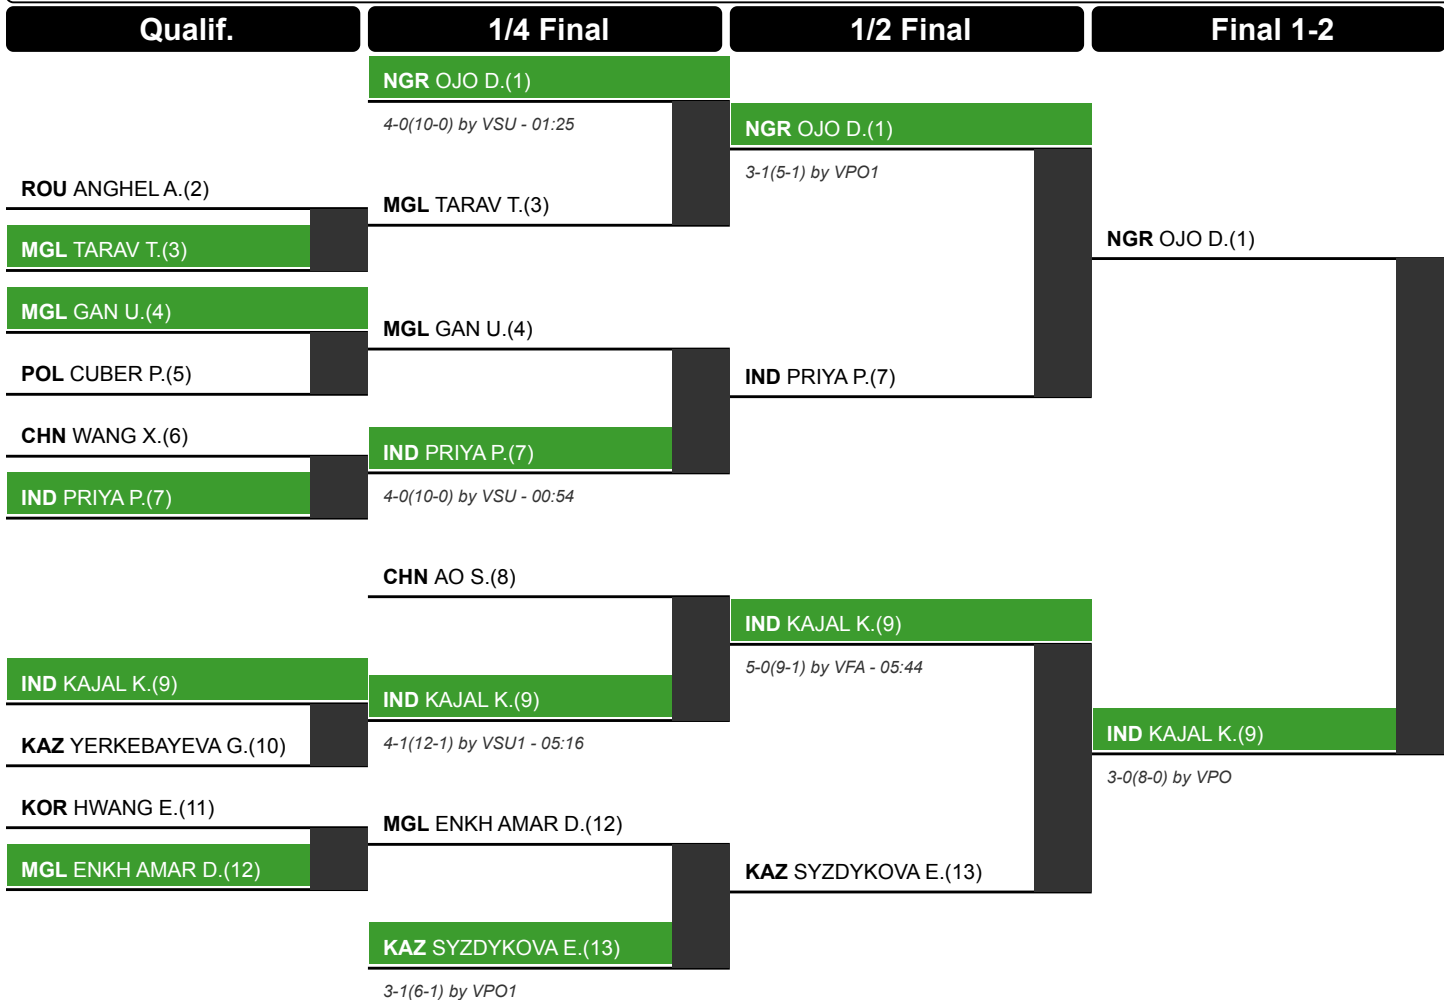 Qualif.
1/4 Final
1/2 Final
Final 1-2
ROU ANGHEL A.(2)
MGL TARAV T.(3)
MGL GAN U.(4)
POL CUBER P.(5)
CHN WANG X.(6)
IND PRIYA P.(7)
IND KAJAL K.(9)
KAZ YERKEBAYEVA G.(10)
KOR HWANG E.(11)
MGL ENKH AMAR D.(12)
NGR OJO D.(1)
4-0(10-0) by VSU - 01:25
MGL TARAV T.(3)
MGL GAN U.(4)
IND PRIYA P.(7)
4-0(10-0) by VSU - 00:54
CHN AO S.(8)
IND KAJAL K.(9)
4-1(12-1) by VSU1 - 05:16
MGL ENKH AMAR D.(12)
KAZ SYZDYKOVA E.(13)
3-1(6-1) by VPO1
NGR OJO D.(1)
3-1(5-1) by VPO1
IND PRIYA P.(7)
IND KAJAL K.(9)
5-0(9-1) by VFA - 05:44
KAZ SYZDYKOVA E.(13)
NGR OJO D.(1)
IND KAJAL K.(9)
3-0(8-0) by VPO